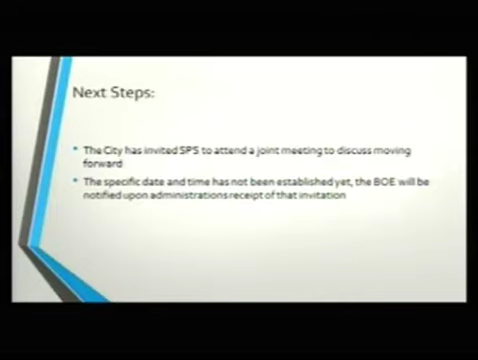 Next Steps:
The City has invited SPS to attend a joint meeting to discuss moving
forward
The specific date and time has not been established yet, the BOE will be
notified upon administrations receipt of that invitation